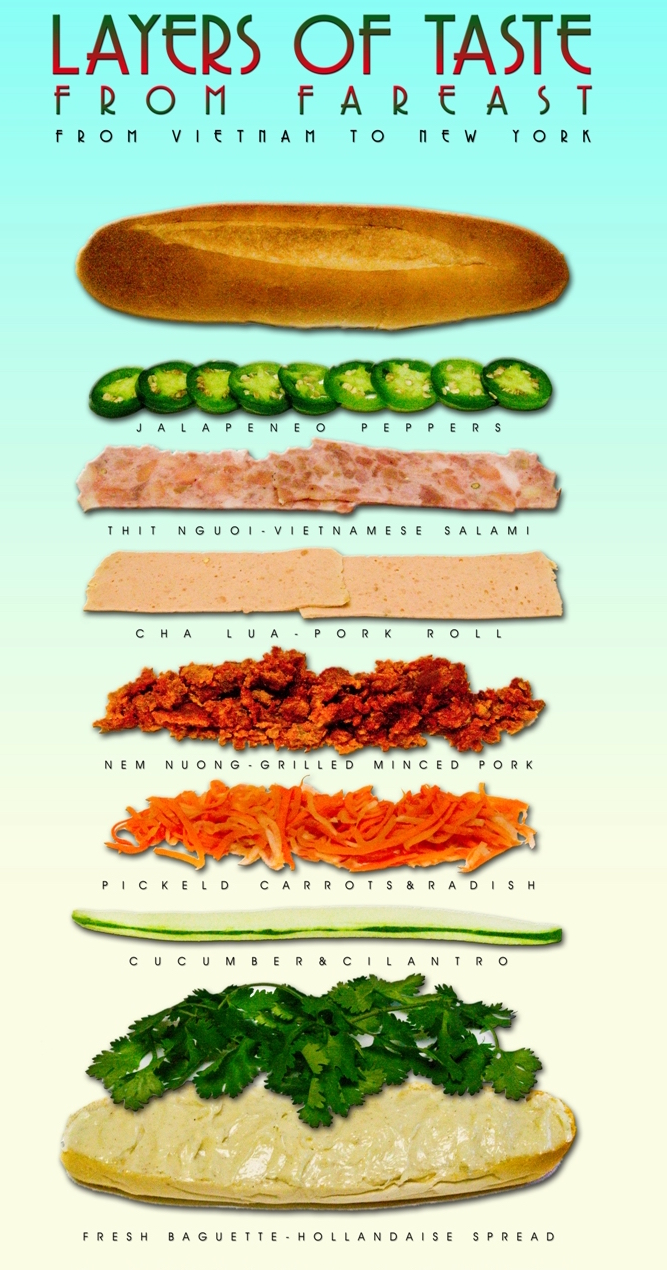 LAYERS OF TASTE
FROM FAREAST
FROM VIETNAM TO NEW YORK
JALAPENEO PEPPERS
THIT NGUOI-VIETNAMESE SALAMI
CHA LUA-PORK ROLL
NEM NUONG-GRILLED MINCED PORK
PICKELD CARROTS&RADISH
CUCUMBER&CILANTRO
FRESH BAGUETTE-HOLLANDAISE SPREAD